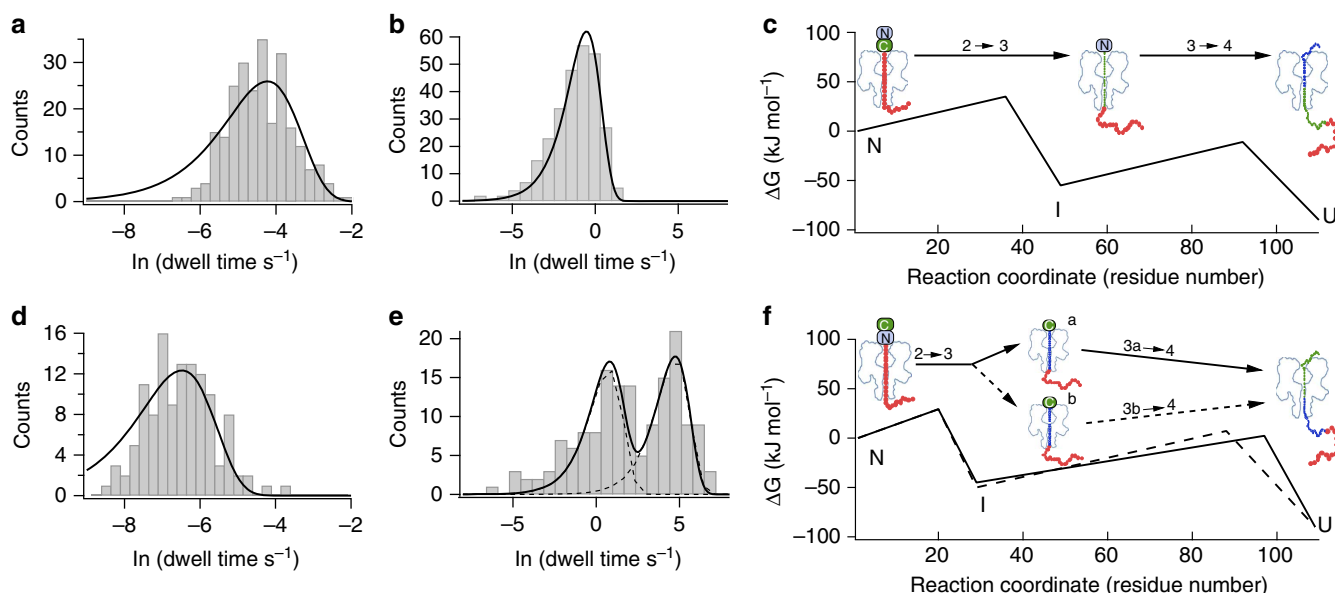 a
Counts
30
20
10
0
−8
−6
−4
−2
ln (dwell time s−1)
b
Counts
60
50
40
30
20
10
0
−5
0
5
ln (dwell time s−1)
c
ΔG (kJ mol−1)
100
50
0
−50
−100
N
C
2 → 3
N
3 → 4
N
I
U
20
40
60
80
100
Reaction coordinate (residue number)
d
Counts
16
12
8
4
0
−8
−6
−4
−2
ln (dwell time s−1)
e
Counts
20
15
10
5
0
−5
0
5
ln (dwell time s−1)
f
ΔG (kJ mol−1)
100
50
0
−50
−100
C
N
2 → 3
C
a
3a → 4
C
b
3b → 4
N
I
U
20
40
60
80
100
Reaction coordinate (residue number)